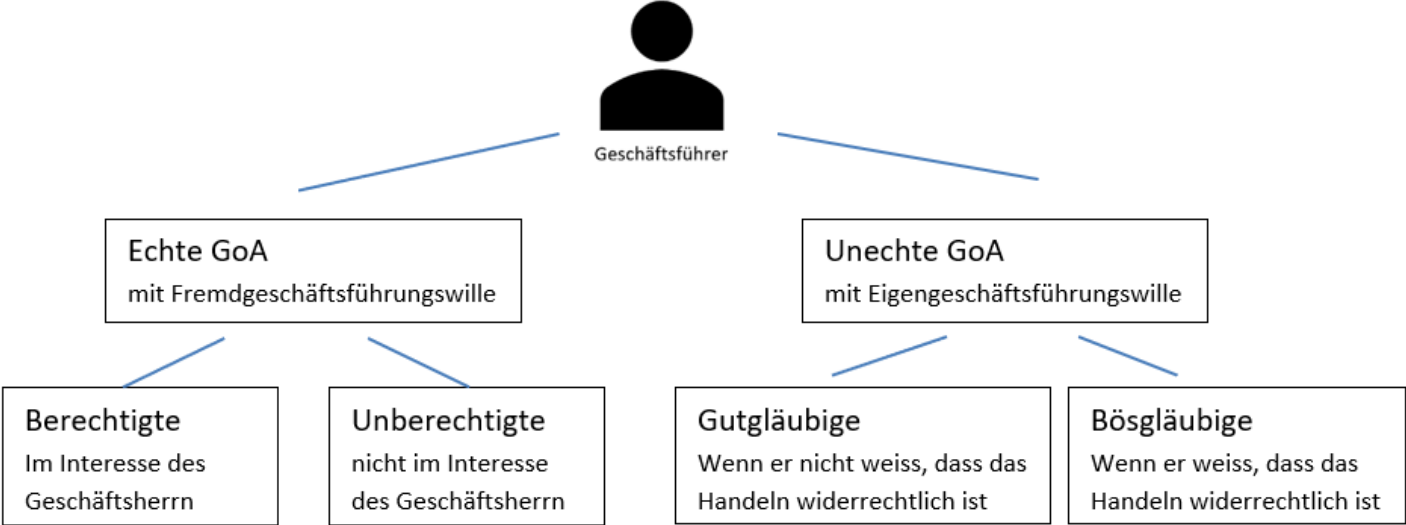 Geschäftsführer
Echte GoA
mit Fremdgeschäftsführungswille
Unechte GoA
mit Eigengeschäftsführungswille
Berechtigte
Im Interesse des
Geschäftsherrn
Unberechtigte
nicht im Interesse
des Geschäftsherrn
Gutgläubige
Wenn er nicht weiss, dass das
Handeln widerrechtlich ist
Bösgläubige
Wenn er weiss, dass das
Handeln widerrechtlich ist